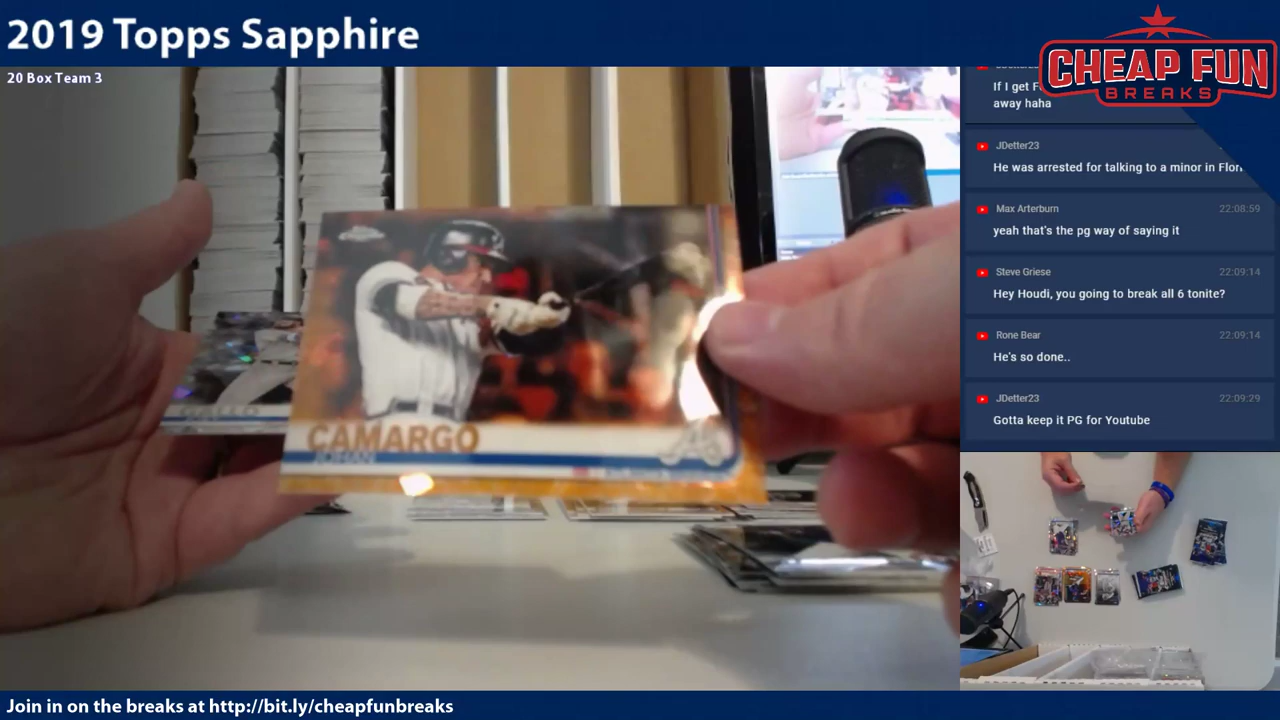 2019 Topps Sapphire
20 Box Team 3
CHEAP FUN
BREAKS
If I get
away haha
JDetter23
He was arrested for talking to a minor in
Max Arterburn 22:08:59
yeah that's the pg way of saying it
Steve Griese 22:09:14
Hey Houdi, you going to break all 6 tonite?
Rone Bear 22:09:14
He's so done..
JDetter23 22:09:29
Gotta keep it PG for Youtube
GALLO
CAMARGO
JOHAN
Join in on the breaks at http://bit.ly/cheapfunbreaks